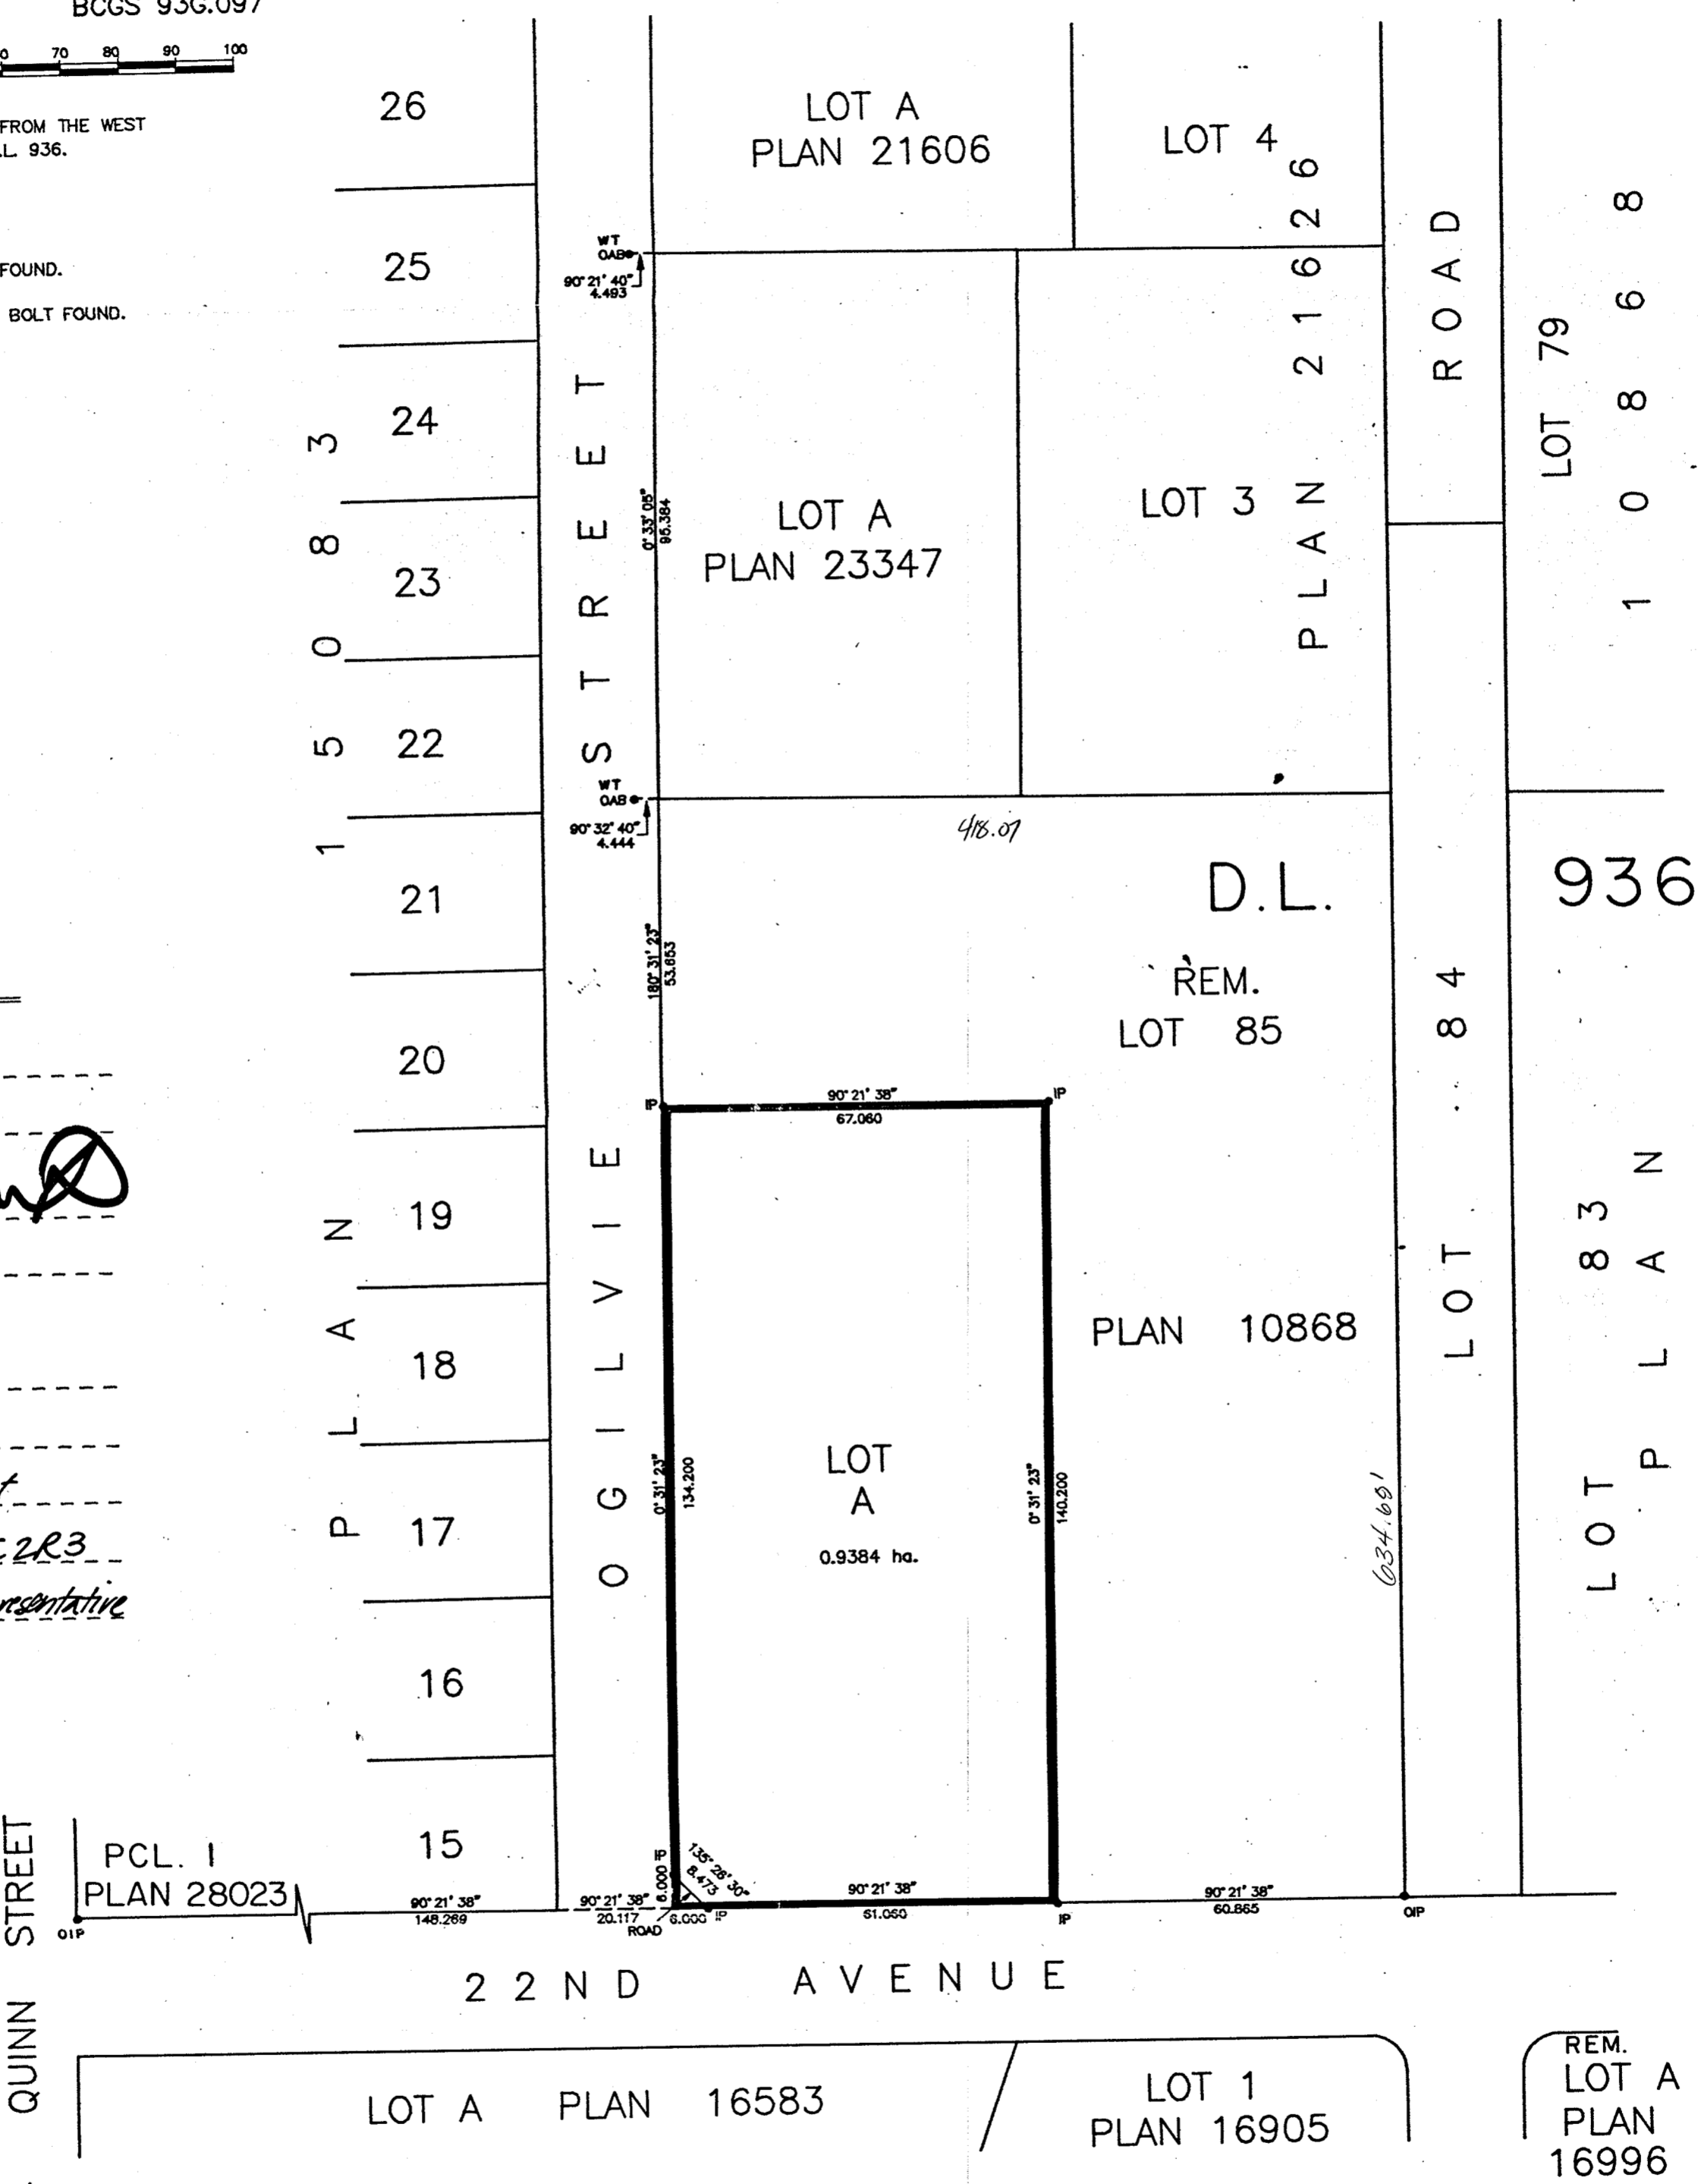 BCGS 93G.097
70 80 90 100
FROM THE WEST
.L. 936.
FOUND.
BOLT FOUND.
26
25
24
23
22
21
20
19
18
17
16
15
PLAN 15083
OGILVIE STREET
LOT A
PLAN 21606
LOT 4
PLAN 21626
ROAD
LOT 79
10868
WT
OAB
90° 21' 40"
4.493
0° 33' 05"
95.384
LOT A
PLAN 23347
LOT 3
WT
OAB
90° 32' 40"
4.444
418.07
D.L.
936
180° 31' 23"
53.653
REM.
LOT 85
LOT 84
IP
90° 21' 38"
67.060
IP
PLAN 10868
LOT 83
PLAN
0° 31' 23"
134.200
LOT
A
0.9384 ha.
0° 31' 23"
140.200
634.691'
2R3
resentative
QUINN STREET
PCL. 1
PLAN 28023
OIP
90° 21' 38"
148.269
90° 21' 38"
20.117
ROAD
IP
6.000
135° 26' 30"
8.473
6.000
IP
90° 21' 38"
61.060
IP
90° 21' 38"
60.865
OIP
22ND AVENUE
LOT A PLAN 16583
LOT 1
PLAN 16905
REM.
LOT A
PLAN
16996